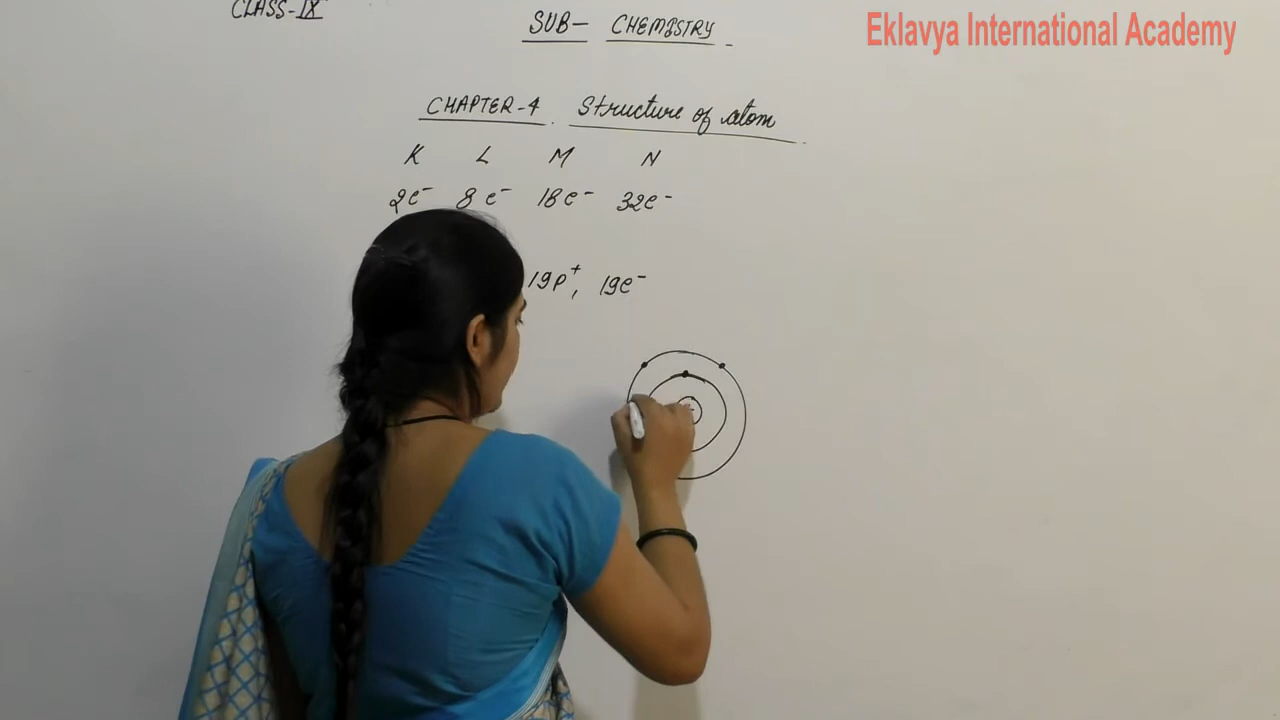 CLASS-IX
SUB- CHEMISTRY
Eklavya International Academy
CHAPTER-4. Structure of atom
K L M N
2e⁻ 8e⁻ 18e⁻ 32e⁻
19p⁺, 19e⁻